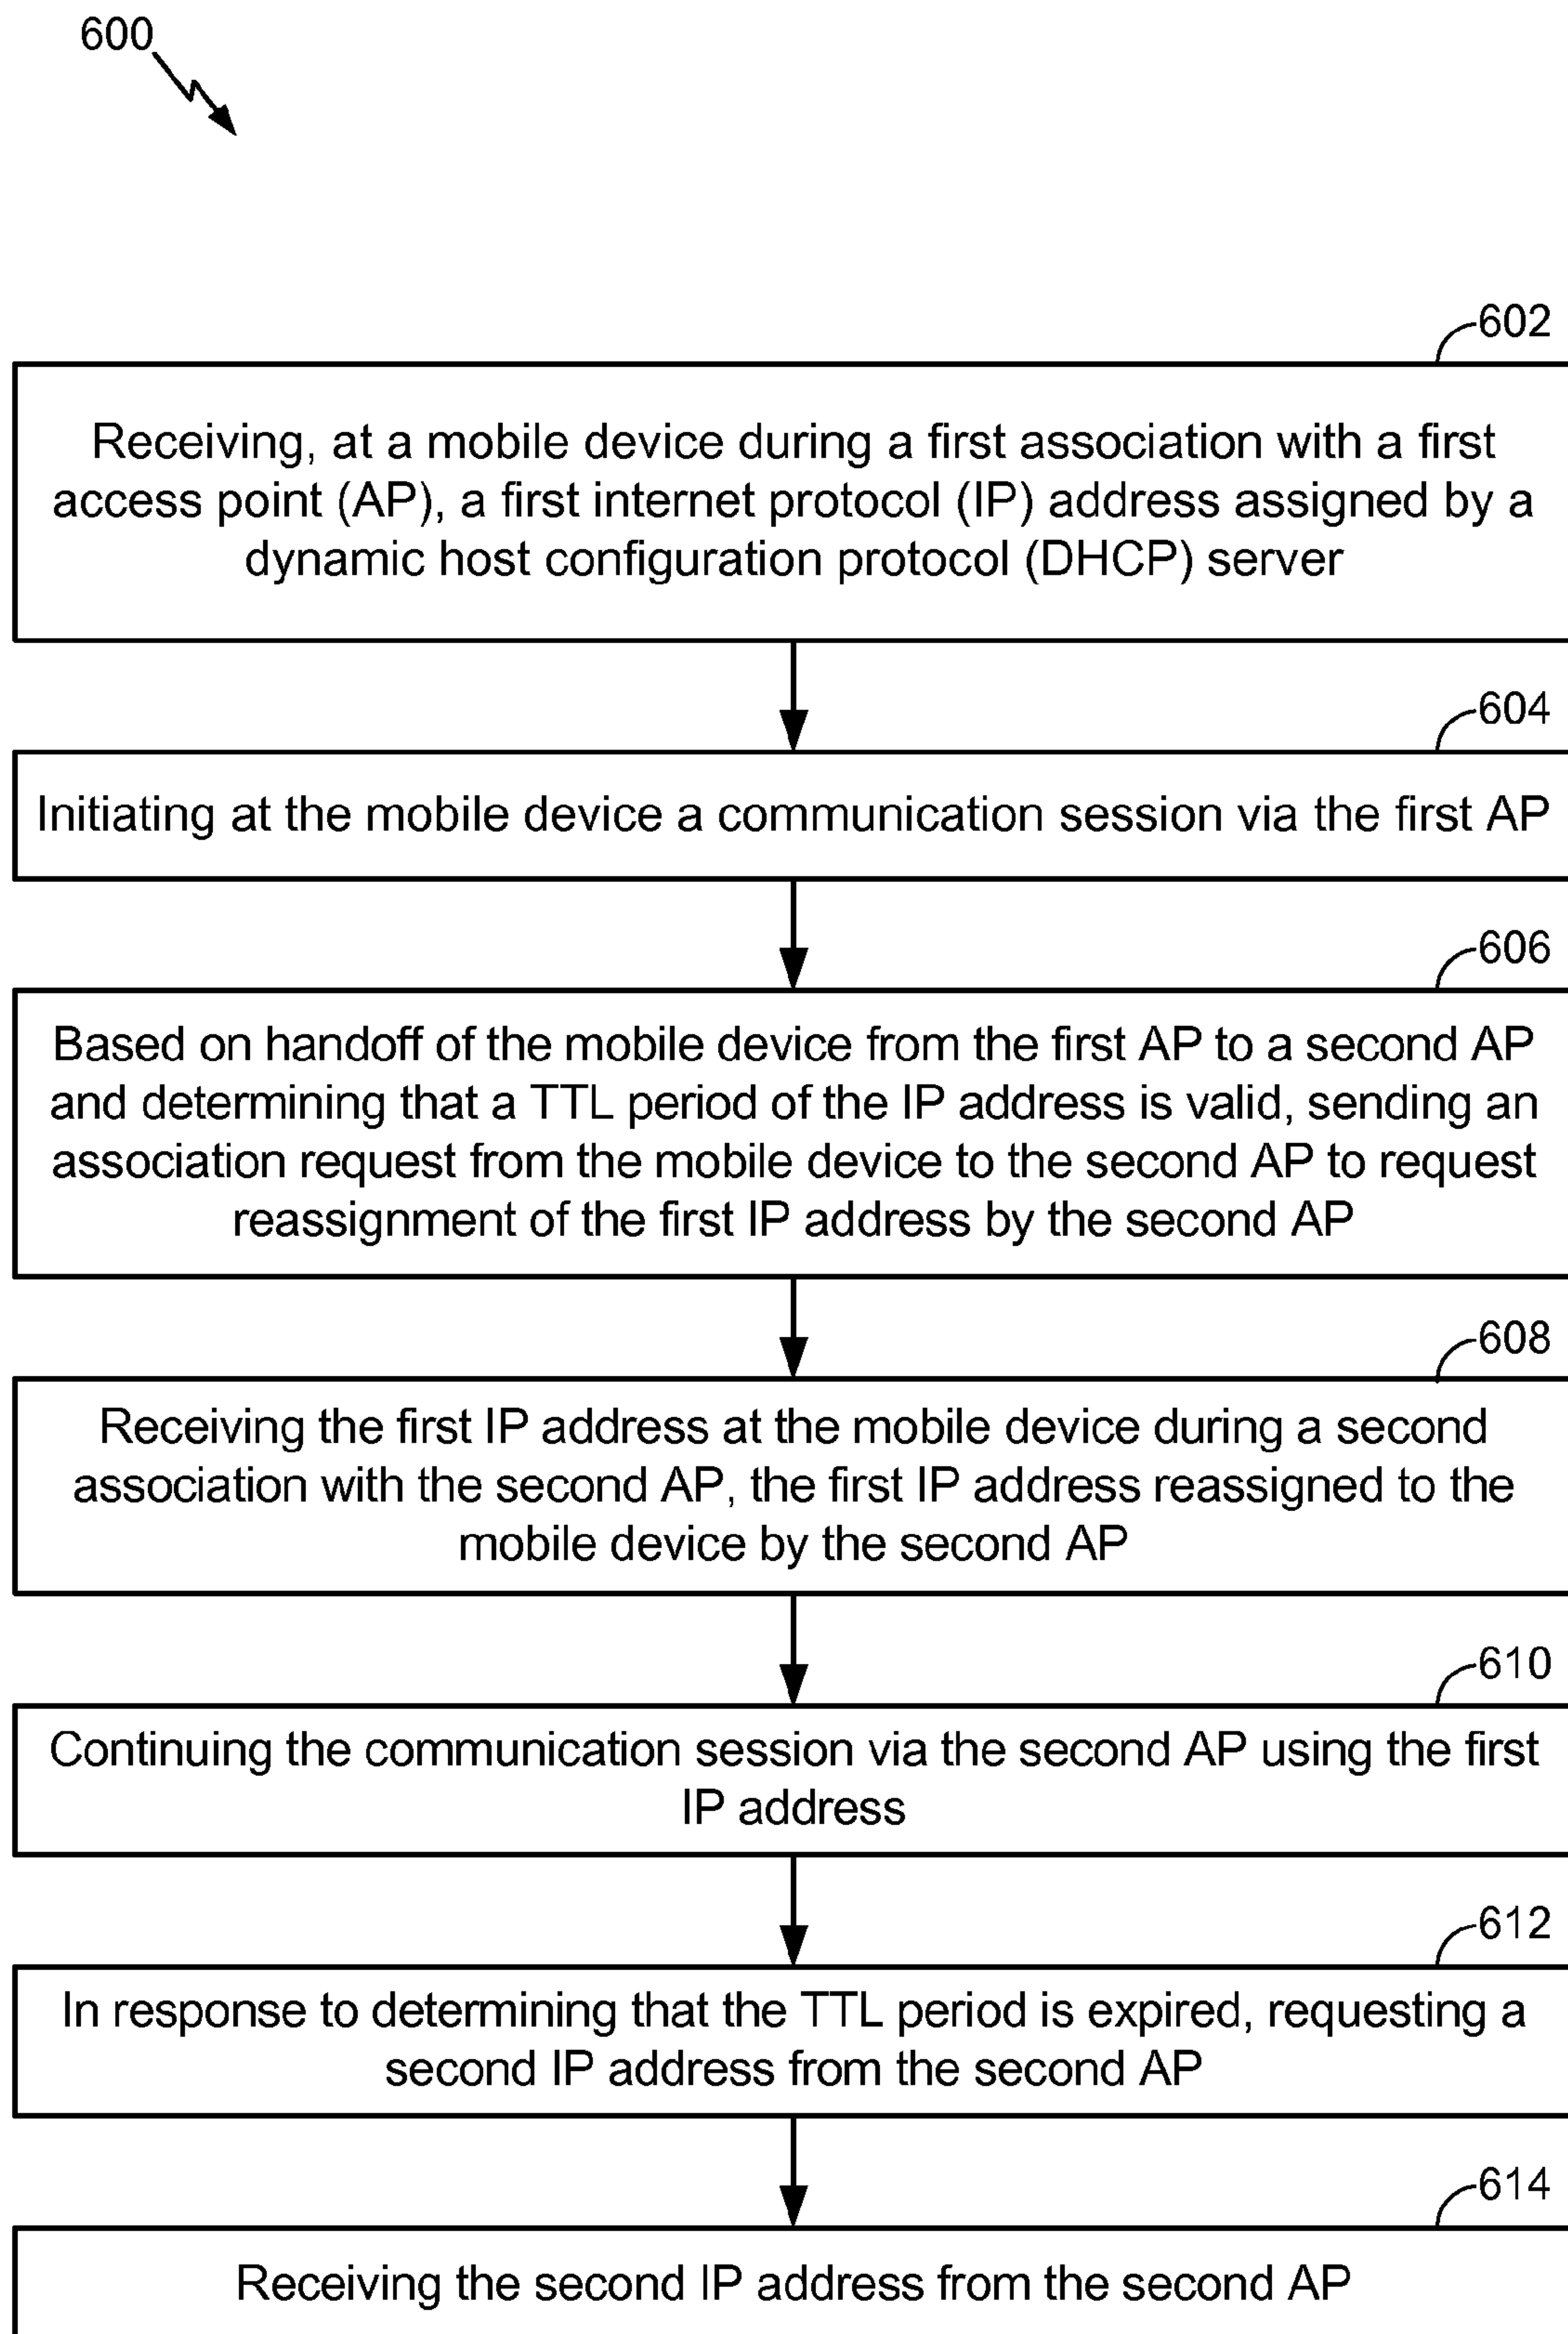 600
602
Receiving, at a mobile device during a first association with a first
access point (AP), a first internet protocol (IP) address assigned by a
dynamic host configuration protocol (DHCP) server
604
Initiating at the mobile device a communication session via the first AP
606
Based on handoff of the mobile device from the first AP to a second AP
and determining that a TTL period of the IP address is valid, sending an
association request from the mobile device to the second AP to request
reassignment of the first IP address by the second AP
608
Receiving the first IP address at the mobile device during a second
association with the second AP, the first IP address reassigned to the
mobile device by the second AP
610
Continuing the communication session via the second AP using the first
IP address
612
In response to determining that the TTL period is expired, requesting a
second IP address from the second AP
614
Receiving the second IP address from the second AP